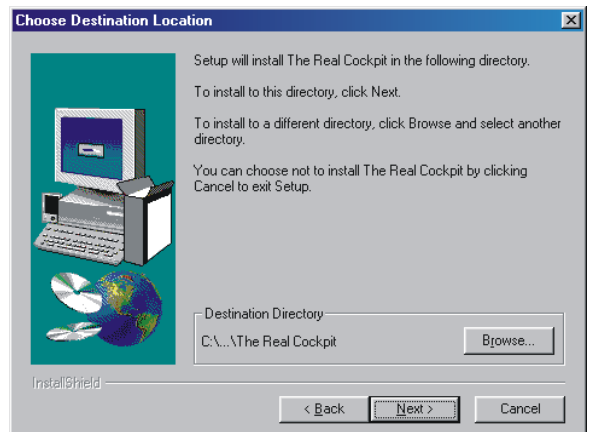 Choose Destination Location
Setup will install The Real Cockpit in the following directory.
To install to this directory, click Next.
To install to a different directory, click Browse and select another
directory.
You can choose not to install The Real Cockpit by clicking
Cancel to exit Setup.
Destination Directory
C:\...\The Real Cockpit
Browse...
InstallShield
< Back
Next >
Cancel